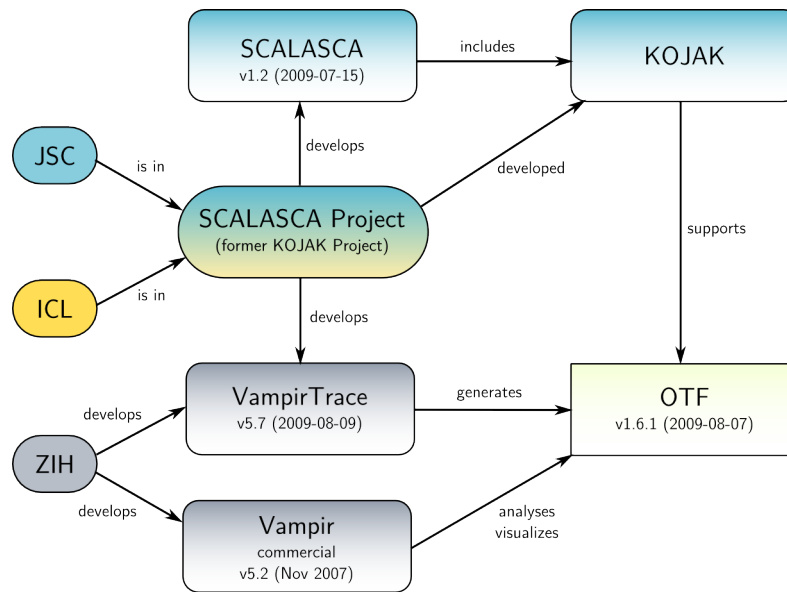 SCALASCA
v1.2 (2009-07-15)
includes
KOJAK
JSC
is in
develops
developed
SCALASCA Project
(former KOJAK Project)
supports
ICL
is in
develops
VampirTrace
v5.7 (2009-08-09)
generates
OTF
v1.6.1 (2009-08-07)
develops
ZIH
develops
Vampir
commercial
v5.2 (Nov 2007)
analyses
visualizes